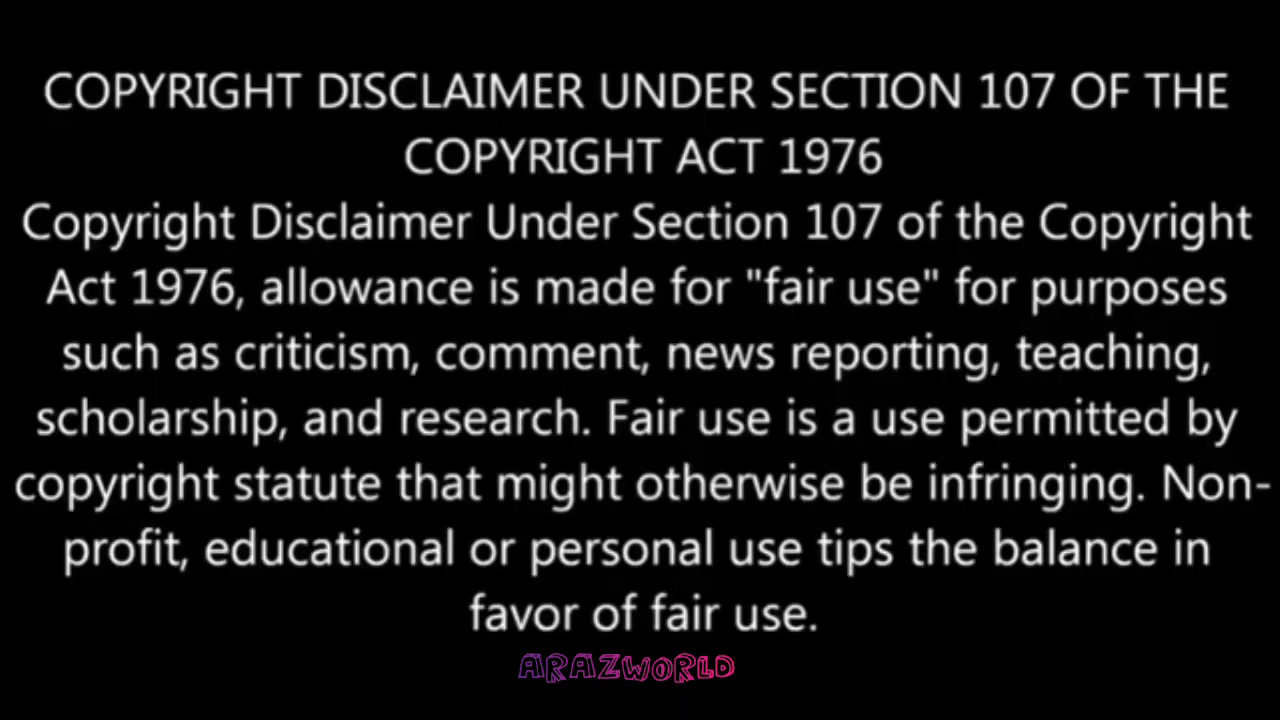 COPYRIGHT DISCLAIMER UNDER SECTION 107 OF THE
COPYRIGHT ACT 1976
Copyright Disclaimer Under Section 107 of the Copyright
Act 1976, allowance is made for "fair use" for purposes
such as criticism, comment, news reporting, teaching,
scholarship, and research. Fair use is a use permitted by
copyright statute that might otherwise be infringing. Non-
profit, educational or personal use tips the balance in
favor of fair use.
ARAZWORLD